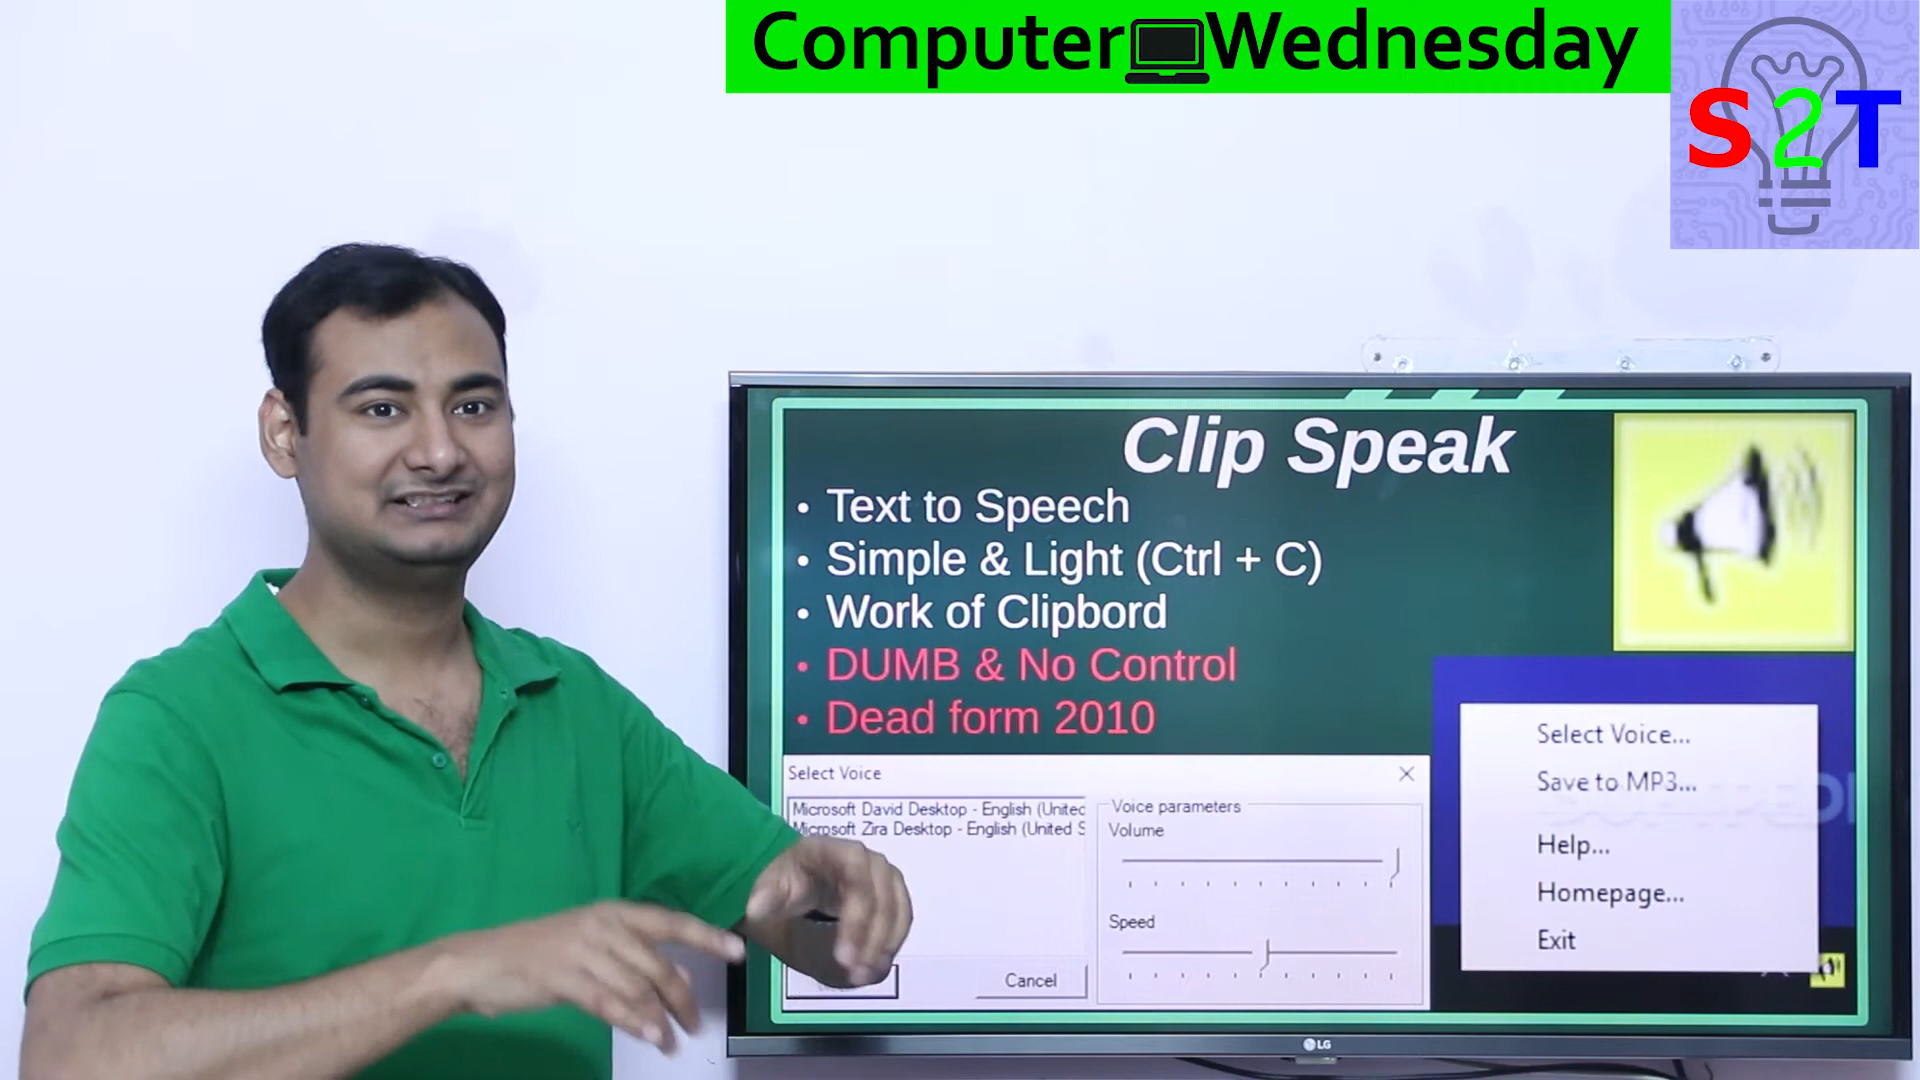 Computer Wednesday
S2T
Clip Speak
• Text to Speech
• Simple & Light (Ctrl + C)
• Work of Clipbord
• DUMB & No Control
• Dead form 2010
Select Voice
Microsoft David Desktop - English (United
Microsoft Zira Desktop - English (United S
Voice parameters
Volume
Speed
Cancel
Select Voice...
Save to MP3...
Help...
Homepage...
Exit
LG